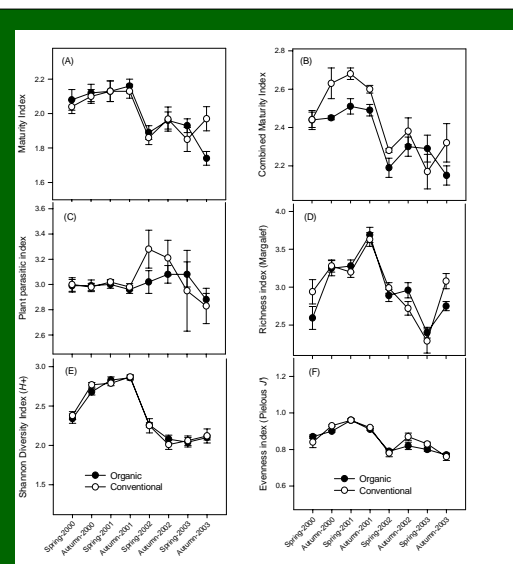 (A)
Maturity Index
2.2
2.0
1.8
1.6
(B)
Combined Maturity Index
2.8
2.6
2.4
2.2
(C)
Plant parasitic index
3.6
3.4
3.2
3.0
2.8
2.6
(D)
Richness index (Margalef)
4.0
3.5
3.0
2.5
(E)
Shannon Diversity Index (H+)
3.0
2.5
2.0
1.5
Organic
Conventional
Spring-2000
Autumn-2000
Spring-2001
Autumn-2001
Spring-2002
Autumn-2002
Spring-2003
Autumn-2003
(F)
Evenness index (Pielous J')
1.2
1.0
0.8
0.6
Organic
Conventional
Spring-2000
Autumn-2000
Spring-2001
Autumn-2001
Spring-2002
Autumn-2002
Spring-2003
Autumn-2003